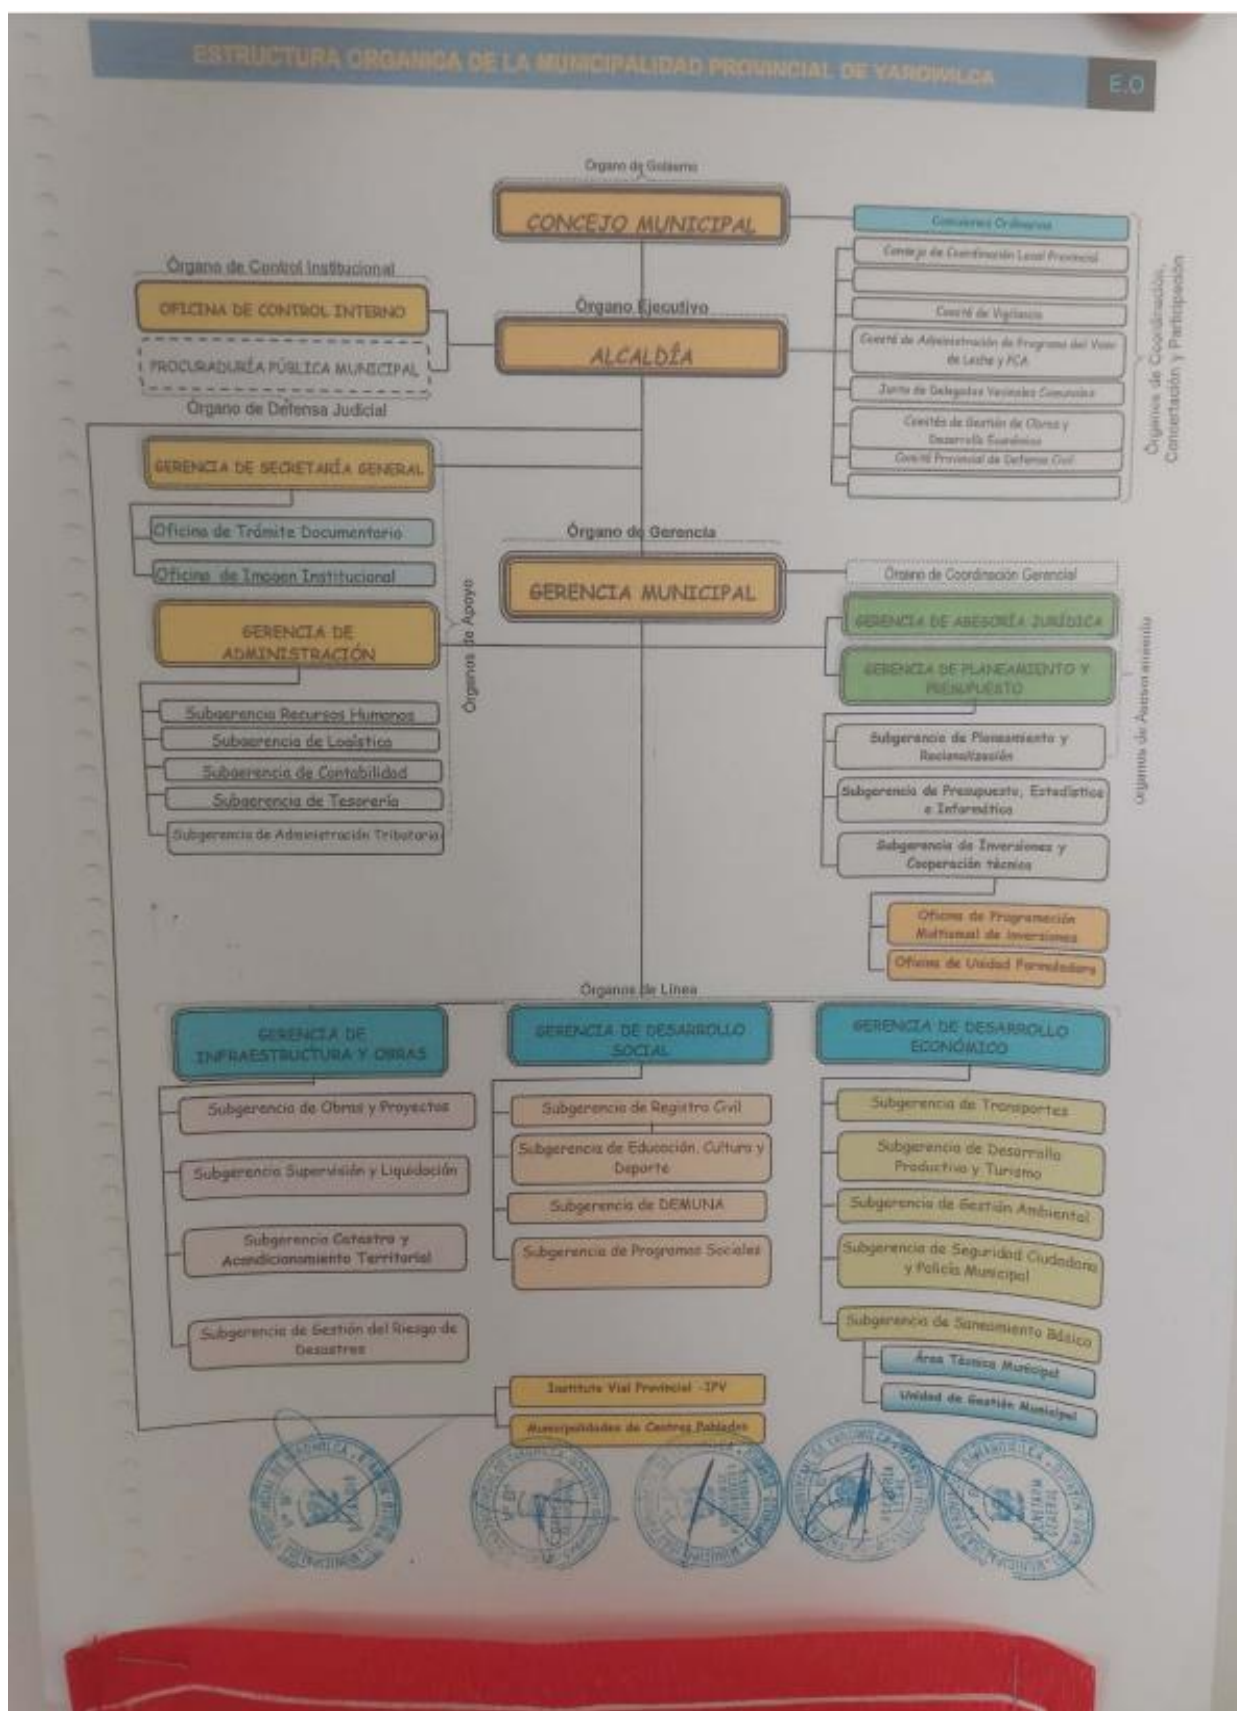 ESTRUCTURA ORGANICA DE LA MUNICIPALIDAD PROVINCIAL DE YAROWILCA
E.O
Órgano de Gobierno
CONCEJO MUNICIPAL
Comisiones Ordinarias
Órgano de Control Institucional
OFICINA DE CONTROL INTERNO
PROCURADURÍA PÚBLICA MUNICIPAL
Órgano de Defensa Judicial
Órgano Ejecutivo
ALCALDÍA
Consejo de Coordinación Local Provincial
Comité de Vigilancia
Comité de Administración de Programa del Vaso
de Leche y PCA
Junta de Delegados Vecinales Comunales
Comités de Gestión de Obras y
Desarrollo Económico
Comité Provincial de Defensa Civil
Órganos de Coordinación,
Concertación y Participación
GERENCIA DE SECRETARÍA GENERAL
Oficina de Trámite Documentario
Oficina de Imagen Institucional
Órgano de Gerencia
GERENCIA MUNICIPAL
Órgano de Coordinación Gerencial
GERENCIA DE
ADMINISTRACIÓN
Subgerencia Recursos Humanos
Subgerencia de Logística
Subgerencia de Contabilidad
Subgerencia de Tesorería
Subgerencia de Administración Tributaria
Órganos de Apoyo
GERENCIA DE ASESORÍA JURÍDICA
GERENCIA DE PLANEAMIENTO Y
PRESUPUESTO
Subgerencia de Planeamiento y
Racionalización
Subgerencia de Presupuesto, Estadística
e Informática
Subgerencia de Inversiones y
Cooperación técnica
Oficina de Programación
Multianual de Inversiones
Oficina de Unidad Formuladora
Órganos de Asesoramiento
Órganos de Línea
GERENCIA DE
INFRAESTRUCTURA Y OBRAS
Subgerencia de Obras y Proyectos
Subgerencia Supervisión y Liquidación
Subgerencia Catastro y
Acondicionamiento Territorial
Subgerencia de Gestión del Riesgo de
Desastres
GERENCIA DE DESARROLLO
SOCIAL
Subgerencia de Registro Civil
Subgerencia de Educación, Cultura y
Deporte
Subgerencia de DEMUNA
Subgerencia de Programas Sociales
GERENCIA DE DESARROLLO
ECONÓMICO
Subgerencia de Transportes
Subgerencia de Desarrollo
Productivo y Turismo
Subgerencia de Gestión Ambiental
Subgerencia de Seguridad Ciudadana
y Policía Municipal
Subgerencia de Saneamiento Básico
Área Técnica Municipal
Unidad de Gestión Municipal
Instituto Vial Provincial -IPV
Municipalidades de Centros Poblados
SECRETARIA
GENERAL